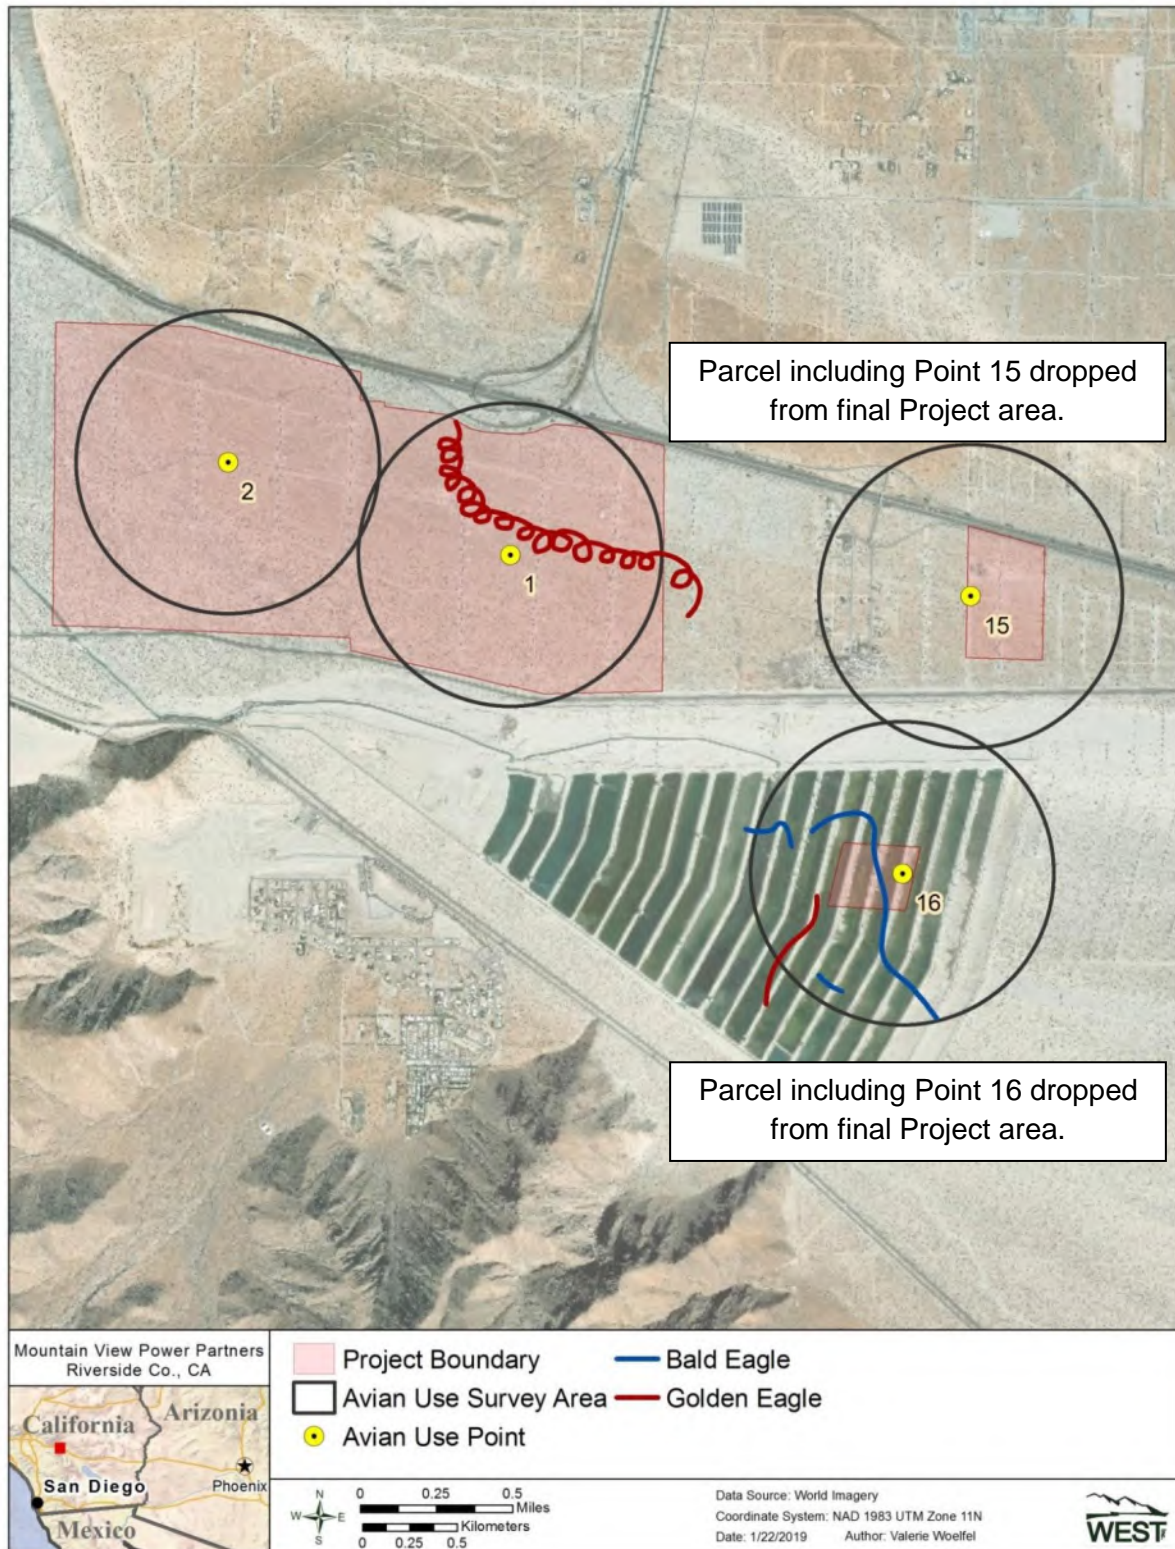 Parcel including Point 15 dropped
from final Project area.
2
1
15
16
Parcel including Point 16 dropped
from final Project area.
Mountain View Power Partners
Riverside Co., CA
California
Arizonia
San Diego
Phoenix
Mexico
Project Boundary
Bald Eagle
Avian Use Survey Area
Golden Eagle
Avian Use Point
N
W E
S
0 0.25 0.5
Miles
Kilometers
0 0.25 0.5
Data Source: World Imagery
Coordinate System: NAD 1983 UTM Zone 11N
Date: 1/22/2019 Author: Valerie Woelfel
WEST